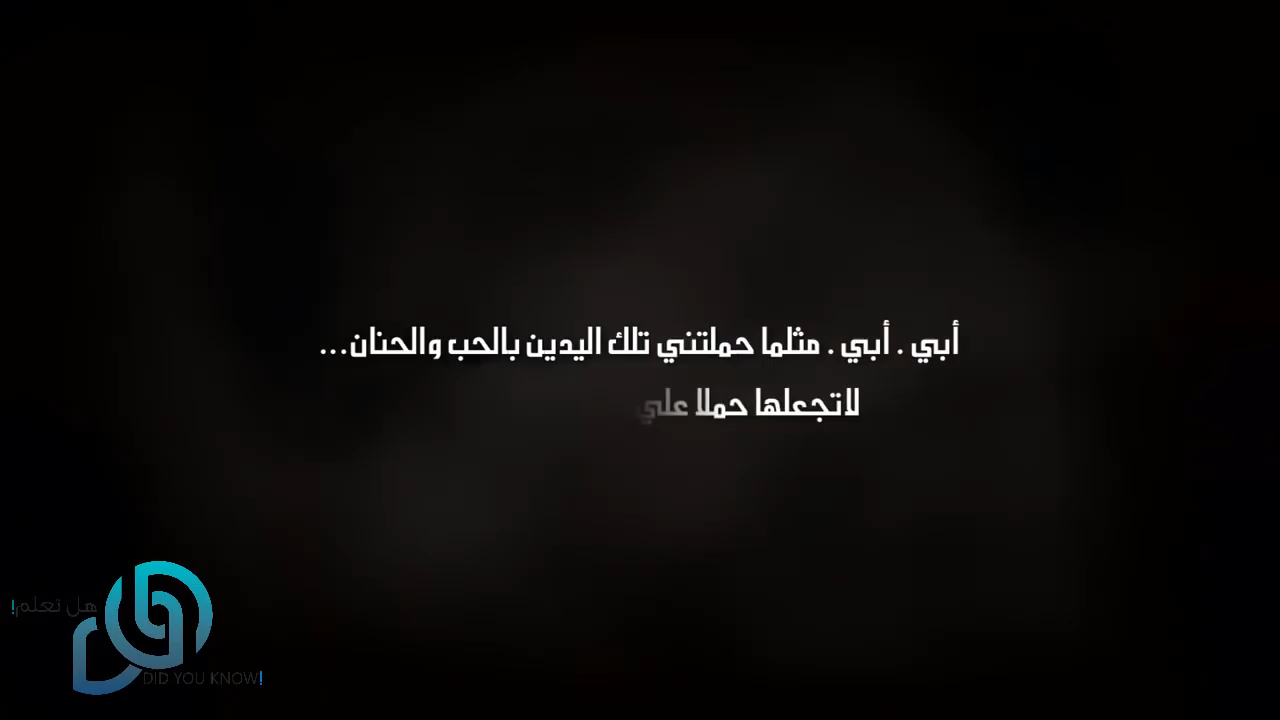 أبي . أبي . مثلما حملتني تلك اليدين بالحب والحنان...
لاتجعلها حملا علي
هل تعلم!
DID YOU KNOW!